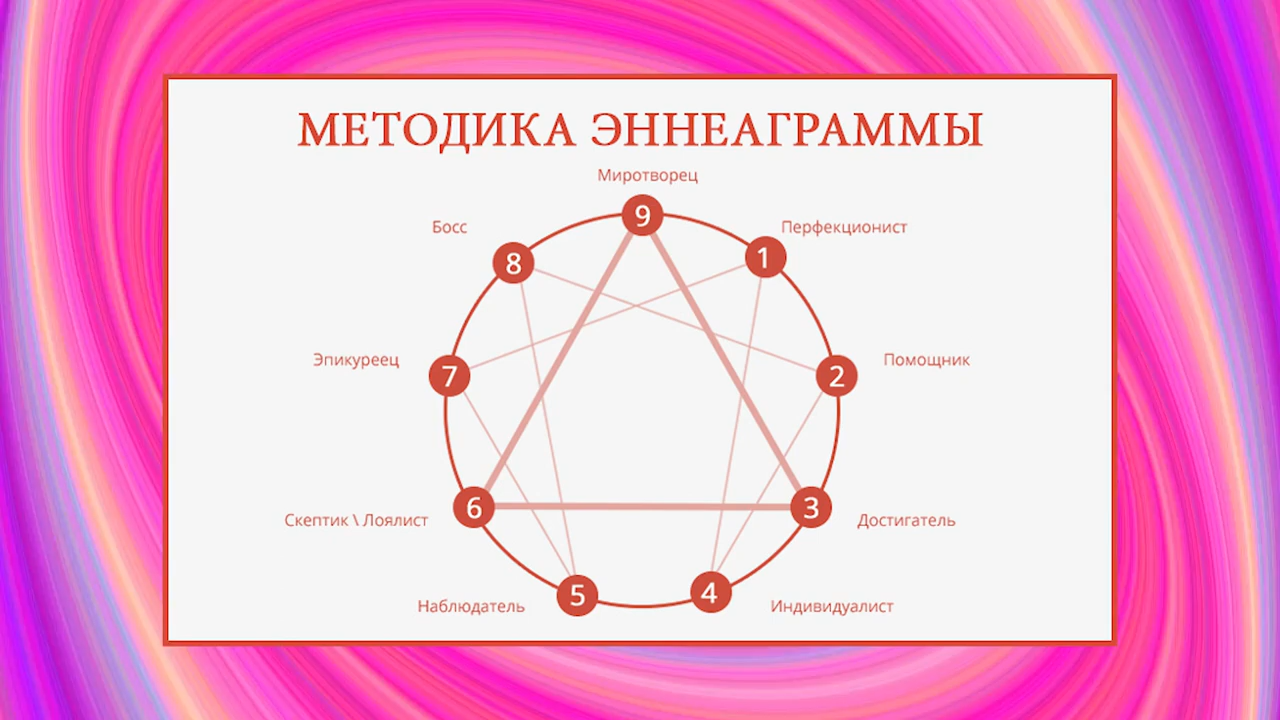 МЕТОДИКА ЭННЕАГРАММЫ
Миротворец
9
Босс
8
Перфекционист
1
Эпикуреец
7
2
Помощник
Скептик \ Лоялист
6
3
Достигатель
Наблюдатель
5
4
Индивидуалист